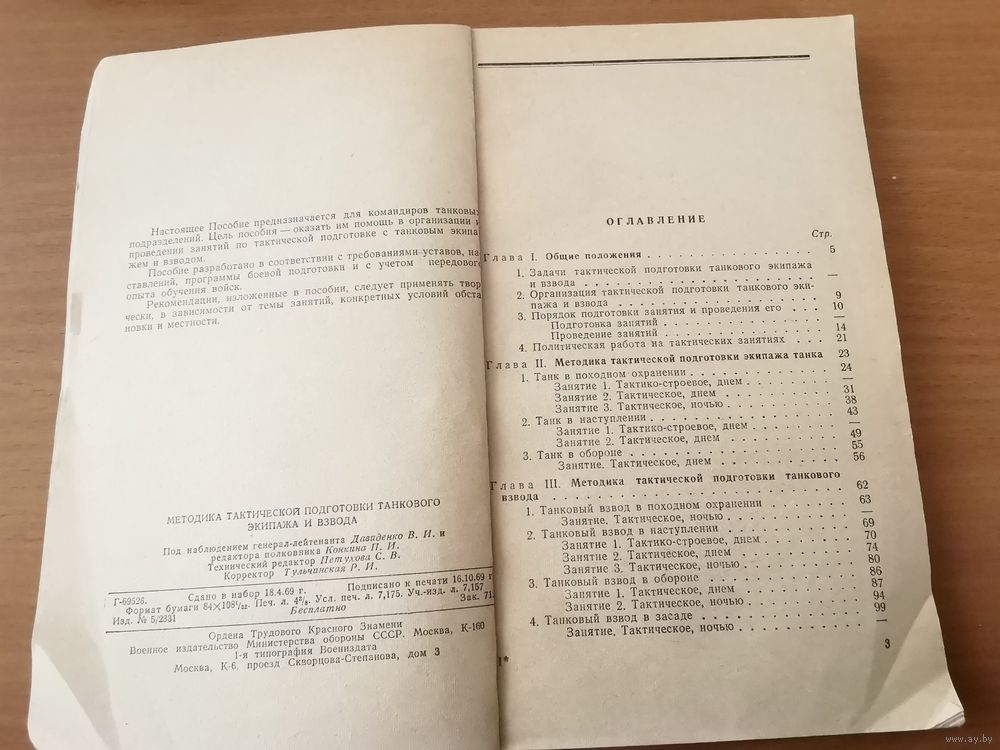 Настоящее Пособие предназначается для командиров танковых
подразделений. Цель пособия — оказать им помощь в организации и
проведении занятий по тактической подготовке с танковым экипа-
жем и взводом.
Пособие разработано в соответствии с требованиями уставов, на-
ставлений, программы боевой подготовки и с учетом передового
опыта обучения войск.
Рекомендации, изложенные в пособии, следует применять твор-
чески, в зависимости от темы занятий, конкретных условий обста-
новки и местности.
МЕТОДИКА ТАКТИЧЕСКОЙ ПОДГОТОВКИ ТАНКОВОГО
ЭКИПАЖА И ВЗВОДА
Под наблюдением генерал-лейтенанта Давиденко В. И. и
редактора полковника Конкина П. И.
Технический редактор Петухова С. В.
Корректор Тульчинская Р. И.
Г-69526. Сдано в набор 18.4.69 г. Подписано к печати 16.10.69 г.
Формат бумаги 84×108¹/₃₂. Печ. л. 4³/₈. Усл. печ. л. 7,175. Уч.-изд. л. 7,157
Изд. № 5/2331 Бесплатно Зак. 71
Ордена Трудового Красного Знамени
Военное издательство Министерства обороны СССР. Москва, К-160
1-я типография Воениздата
Москва, К-6, проезд Скворцова-Степанова, дом 3
ОГЛАВЛЕНИЕ
Стр.
Глава I. Общие положения . . . 5
1. Задачи тактической подготовки танкового экипажа
и взвода . . . —
2. Организация тактической подготовки танкового эки-
пажа и взвода . . . 9
3. Порядок подготовки занятия и проведения его . . . 10
Подготовка занятий . . . —
Проведение занятий . . . 14
4. Политическая работа на тактических занятиях . . . 21
Глава II. Методика тактической подготовки экипажа танка 23
1. Танк в походном охранении . . . 24
Занятие 1. Тактико-строевое, днем . . . —
Занятие 2. Тактическое, днем . . . 31
Занятие 3. Тактическое, ночью . . . 38
2. Танк в наступлении . . . 43
Занятие 1. Тактико-строевое, днем . . . —
Занятие 2. Тактическое, днем . . . 49
3. Танк в обороне . . . 55
Занятие. Тактическое, днем . . . 56
Глава III. Методика тактической подготовки танкового
взвода . . . 62
1. Танковый взвод в походном охранении . . . 63
Занятие. Тактическое, ночью . . . —
2. Танковый взвод в наступлении . . . 69
Занятие 1. Тактико-строевое, днем . . . 70
Занятие 2. Тактическое, днем . . . 74
Занятие 3. Тактическое, ночью . . . 80
3. Танковый взвод в обороне . . . 86
Занятие 1. Тактическое, днем . . . 87
Занятие 2. Тактическое, ночью . . . 94
4. Танковый взвод в засаде . . . 99
Занятие. Тактическое, ночью . . . —
1*
3
www.ay.by